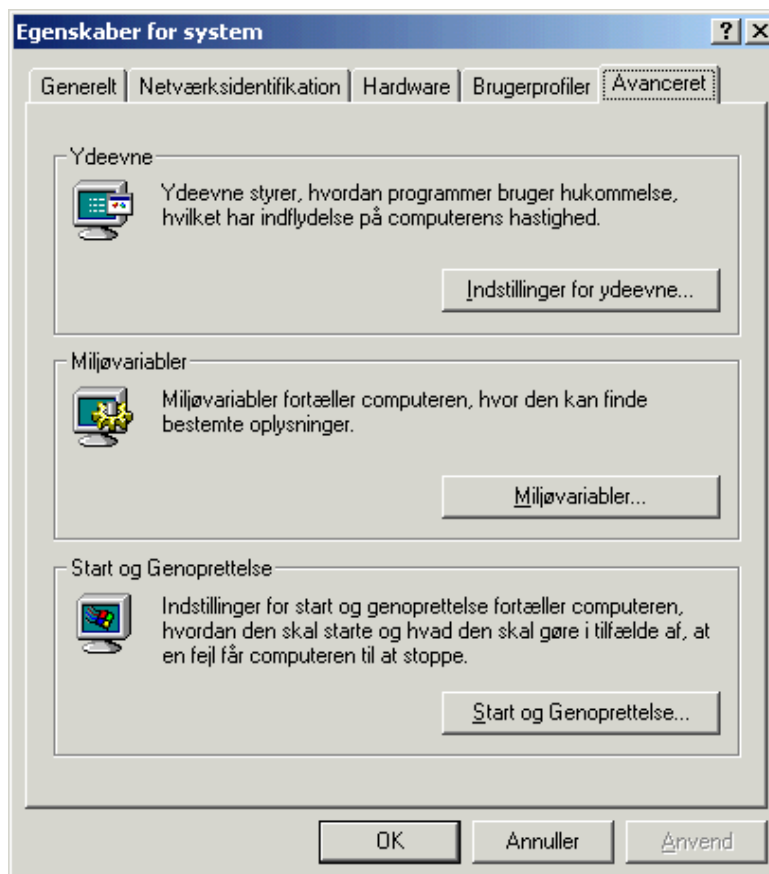 Egenskaber for system
Generelt Netværksidentifikation Hardware Brugerprofiler Avanceret
Ydeevne
Ydeevne styrer, hvordan programmer bruger hukommelse,
hvilket har indflydelse på computerens hastighed.
Indstillinger for ydeevne...
Miljøvariabler
Miljøvariabler fortæller computeren, hvor den kan finde
bestemte oplysninger.
Miljøvariabler...
Start og Genoprettelse
Indstillinger for start og genoprettelse fortæller computeren,
hvordan den skal starte og hvad den skal gøre i tilfælde af, at
en fejl får computeren til at stoppe.
Start og Genoprettelse...
OK Annuller Anvend